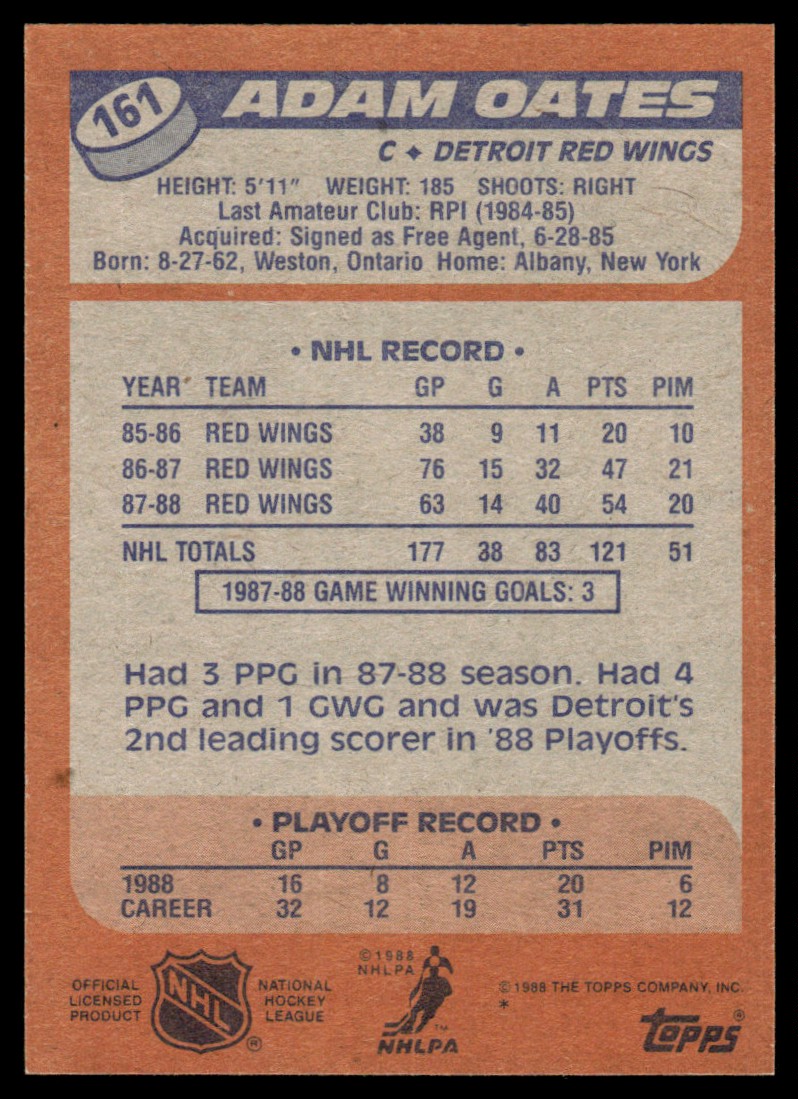 161 ADAM OATES
C ◆ DETROIT RED WINGS
HEIGHT: 5'11" WEIGHT: 185 SHOOTS: RIGHT
Last Amateur Club: RPI (1984-85)
Acquired: Signed as Free Agent, 6-28-85
Born: 8-27-62, Weston, Ontario Home: Albany, New York
• NHL RECORD •
YEAR TEAM GP G A PTS PIM
85-86 RED WINGS 38 9 11 20 10
86-87 RED WINGS 76 15 32 47 21
87-88 RED WINGS 63 14 40 54 20
NHL TOTALS 177 38 83 121 51
1987-88 GAME WINNING GOALS: 3
Had 3 PPG in 87-88 season. Had 4
PPG and 1 GWG and was Detroit's
2nd leading scorer in '88 Playoffs.
• PLAYOFF RECORD •
GP G A PTS PIM
1988 16 8 12 20 6
CAREER 32 12 19 31 12
OFFICIAL
LICENSED
PRODUCT
NHL ®
NATIONAL
HOCKEY
LEAGUE
©1988
NHLPA
™
NHLPA
©1988 THE TOPPS COMPANY, INC.
*
TOPPS ®